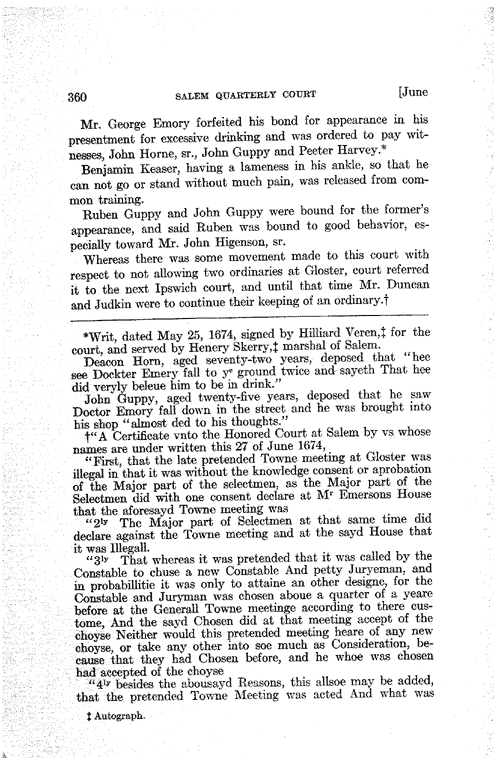 360 SALEM QUARTERLY COURT [June
Mr. George Emory forfeited his bond for appearance in his
presentment for excessive drinking and was ordered to pay wit-
nesses, John Horne, sr., John Guppy and Peeter Harvey.*
Benjamin Keaser, having a lameness in his ankle, so that he
can not go or stand without much pain, was released from com-
mon training.
Ruben Guppy and John Guppy were bound for the former's
appearance, and said Ruben was bound to good behavior, es-
pecially toward Mr. John Higenson, sr.
Whereas there was some movement made to this court with
respect to not allowing two ordinaries at Gloster, court referred
it to the next Ipswich court, and until that time Mr. Duncan
and Judkin were to continue their keeping of an ordinary.†
*Writ, dated May 25, 1674, signed by Hilliard Veren,‡ for the
court, and served by Henery Skerry,‡ marshal of Salem.
Deacon Horn, aged seventy-two years, deposed that "hee
see Dockter Emery fall to yᵉ ground twice and sayeth That hee
did veryly beleue him to be in drink."
John Guppy, aged twenty-five years, deposed that he saw
Doctor Emory fall down in the street and he was brought into
his shop "almost ded to his thoughts."
†"A Certificate vnto the Honored Court at Salem by vs whose
names are under written this 27 of June 1674,
"First, that the late pretended Towne meeting at Gloster was
illegal in that it was without the knowledge consent or aprobation
of the Major part of the selectmen, as the Major part of the
Selectmen did with one consent declare at Mʳ Emersons House
that the aforesayd Towne meeting was
"2ˡʸ The Major part of Selectmen at that same time did
declare against the Towne meeting and at the sayd House that
it was Illegall.
"3ˡʸ That whereas it was pretended that it was called by the
Constable to chuse a new Constable And petty Juryeman, and
in probabillitie it was only to attaine an other designe, for the
Constable and Juryman was chosen aboue a quarter of a yeare
before at the Generall Towne meetinge according to there cus-
tome, And the sayd Chosen did at that meeting accept of the
choyse Neither would this pretended meeting heare of any new
choyse, or take any other into soe much as Consideration, be-
cause that they had Chosen before, and he whoe was chosen
had accepted of the choyse
"4ˡʸ besides the abousayd Reasons, this allsoe may be added,
that the pretended Towne Meeting was acted And what was
‡ Autograph.